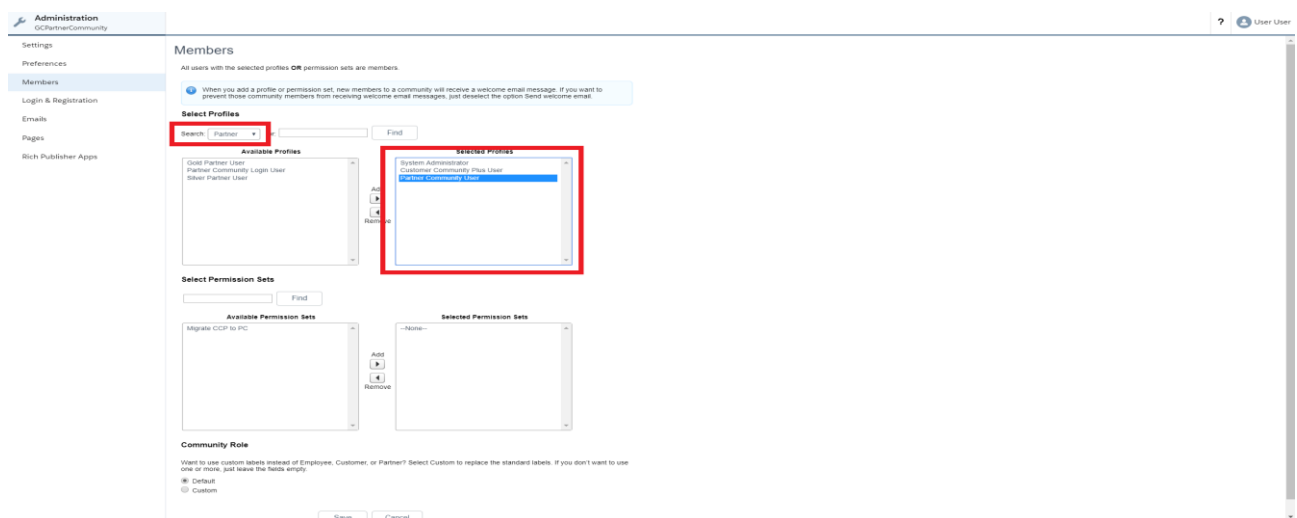 Administration
GCPartnerCommunity
? User User
Settings
Preferences
Members
Login & Registration
Emails
Pages
Rich Publisher Apps
Members
All users with the selected profiles OR permission sets are members.
When you add a profile or permission set, new members to a community will receive a welcome email message. If you want to
prevent those community members from receiving welcome email messages, just deselect the option Send welcome email.
Select Profiles
Search: Partner Find
Available Profiles
Gold Partner User
Partner Community Login User
Silver Partner User
Add
Remove
Selected Profiles
System Administrator
Customer Community Plus User
Partner Community User
Select Permission Sets
Find
Available Permission Sets
Migrate CCP to PC
Add
Remove
Selected Permission Sets
--None--
Community Role
Want to use custom labels instead of Employee, Customer, or Partner? Select Custom to replace the standard labels. If you don't want to use
one or more, just leave the fields empty.
Default
Custom
Save Cancel